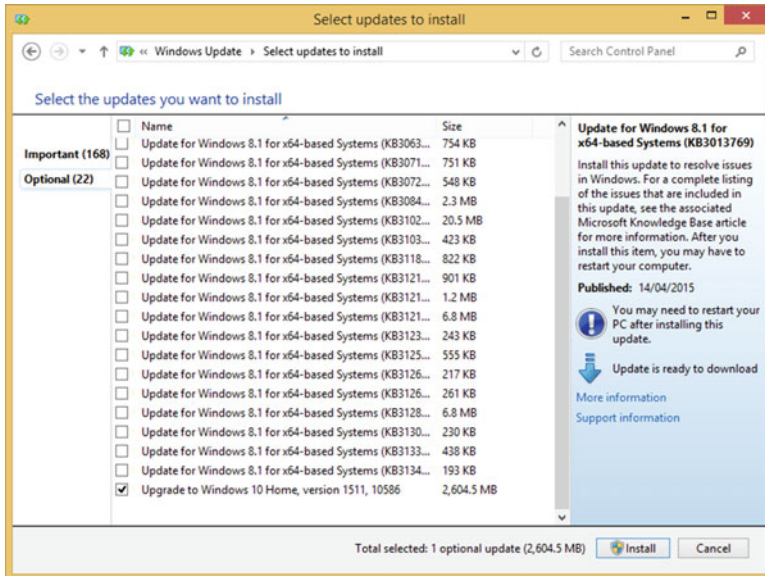 Select updates to install
« Windows Update Select updates to install
Search Control Panel
Select the updates you want to install
Important (168)
Optional (22)
Name Size
Update for Windows 8.1 for x64-based Systems (KB3063... 754 KB
Update for Windows 8.1 for x64-based Systems (KB3071... 751 KB
Update for Windows 8.1 for x64-based Systems (KB3072... 548 KB
Update for Windows 8.1 for x64-based Systems (KB3084... 2.3 MB
Update for Windows 8.1 for x64-based Systems (KB3102... 20.5 MB
Update for Windows 8.1 for x64-based Systems (KB3103... 423 KB
Update for Windows 8.1 for x64-based Systems (KB3118... 822 KB
Update for Windows 8.1 for x64-based Systems (KB3121... 901 KB
Update for Windows 8.1 for x64-based Systems (KB3121... 1.2 MB
Update for Windows 8.1 for x64-based Systems (KB3121... 6.8 MB
Update for Windows 8.1 for x64-based Systems (KB3123... 243 KB
Update for Windows 8.1 for x64-based Systems (KB3125... 555 KB
Update for Windows 8.1 for x64-based Systems (KB3126... 217 KB
Update for Windows 8.1 for x64-based Systems (KB3126... 261 KB
Update for Windows 8.1 for x64-based Systems (KB3128... 6.8 MB
Update for Windows 8.1 for x64-based Systems (KB3130... 230 KB
Update for Windows 8.1 for x64-based Systems (KB3133... 438 KB
Update for Windows 8.1 for x64-based Systems (KB3134... 193 KB
Upgrade to Windows 10 Home, version 1511, 10586 2,604.5 MB
Update for Windows 8.1 for
x64-based Systems (KB3013769)
Install this update to resolve issues
in Windows. For a complete listing
of the issues that are included in
this update, see the associated
Microsoft Knowledge Base article
for more information. After you
install this item, you may have to
restart your computer.
Published: 14/04/2015
You may need to restart your
PC after installing this
update.
Update is ready to download
More information
Support information
Total selected: 1 optional update (2,604.5 MB)
Install
Cancel